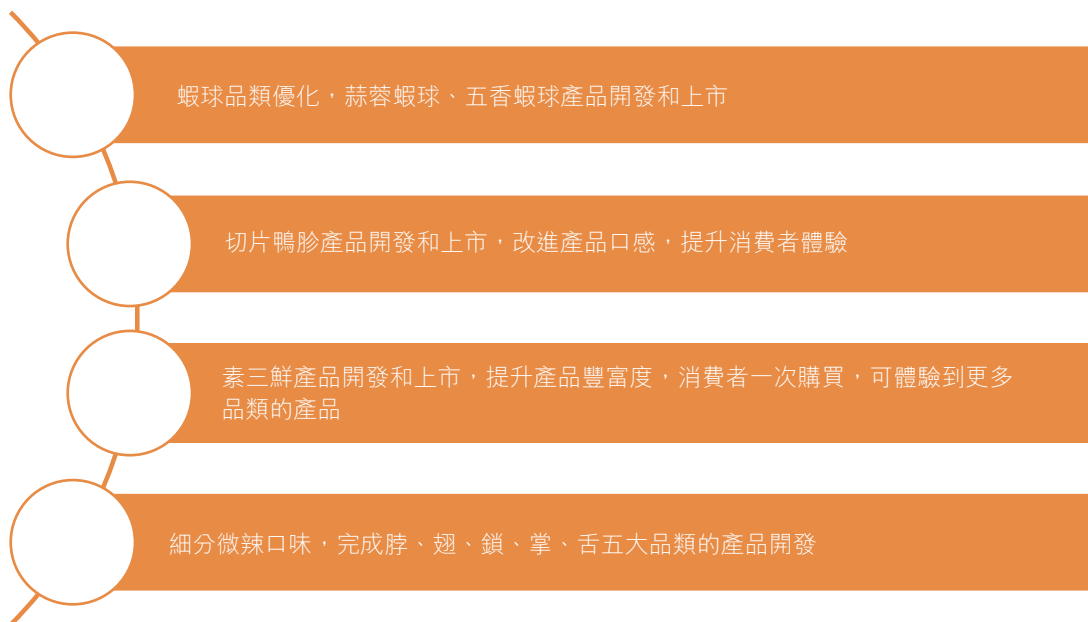 蝦球品類優化，蒜蓉蝦球、五香蝦球產品開發和上市
切片鴨胗產品開發和上市，改進產品口感，提升消費者體驗
素三鮮產品開發和上市，提升產品豐富度，消費者一次購買，可體驗到更多
品類的產品
細分微辣口味，完成脖、翅、鎖、掌、舌五大品類的產品開發